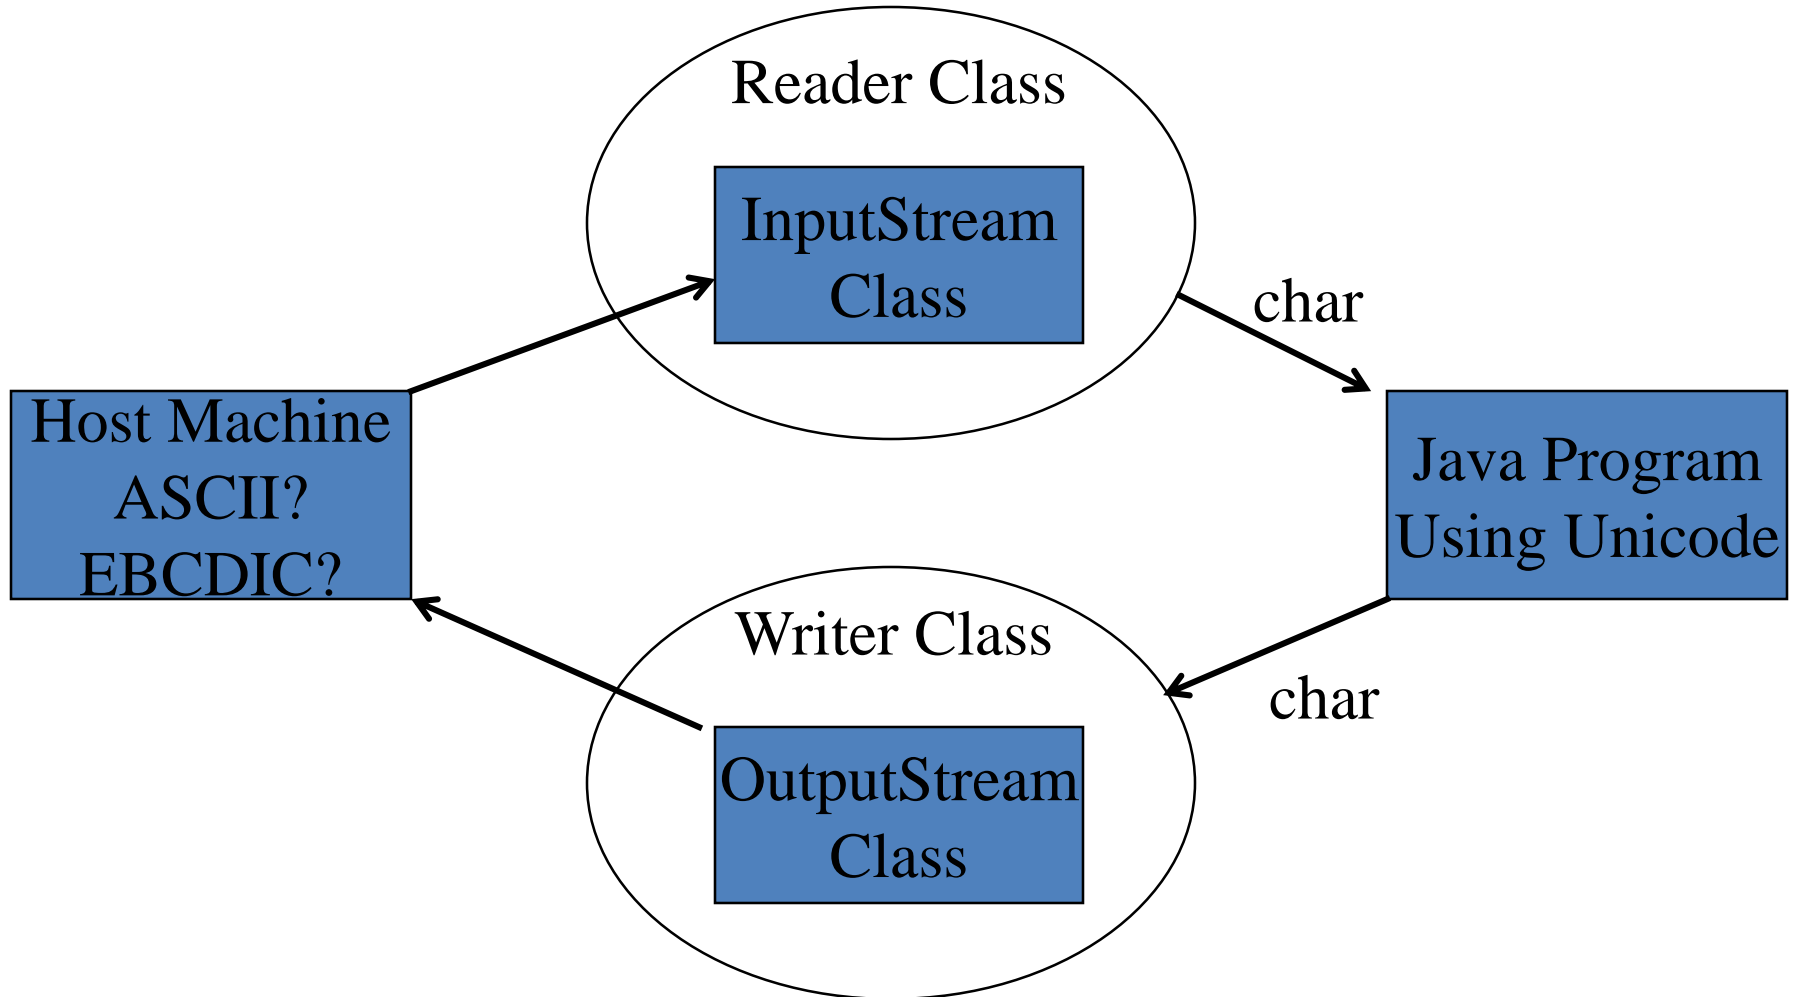 Reader Class
InputStream
Class
char
Host Machine
ASCII?
EBCDIC?
Java Program
Using Unicode
Writer Class
char
OutputStream
Class